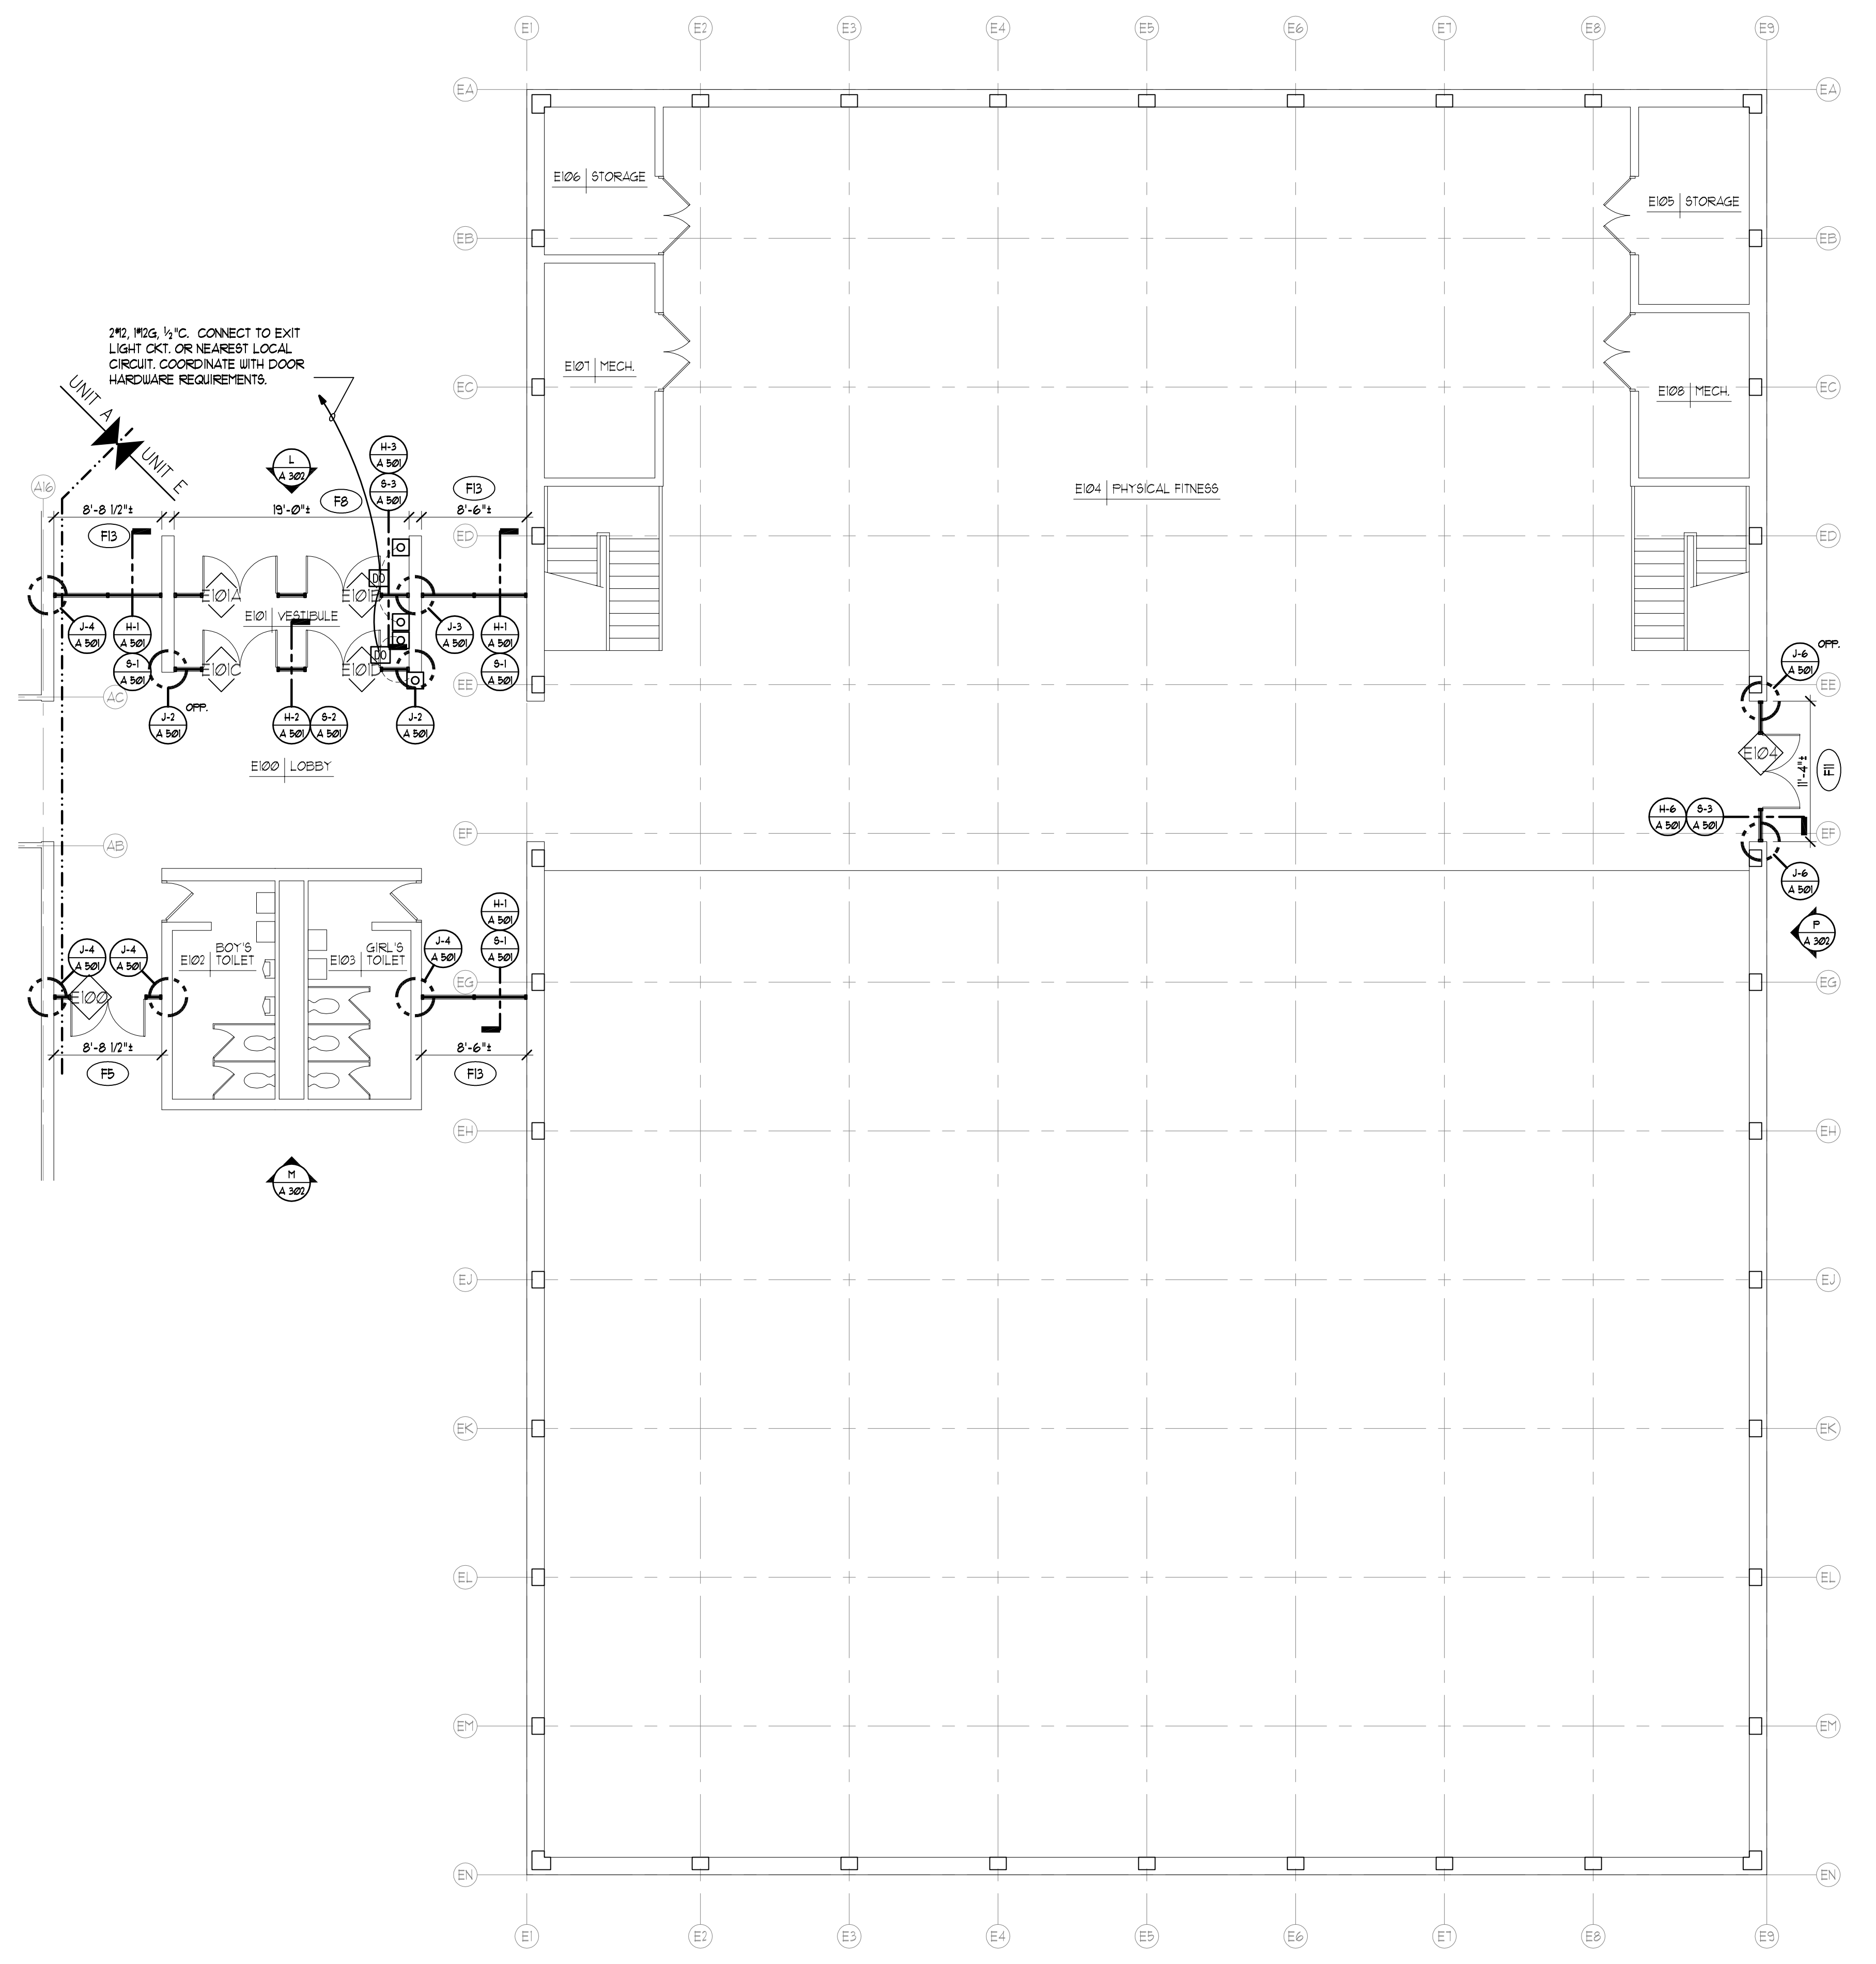 E1 E2 E3 E4 E5 E6 E7 E8 E9
EA EA
E106 STORAGE
E105 STORAGE
EB EB
2#12, 1#12G, 1/2"C. CONNECT TO EXIT
LIGHT CKT. OR NEAREST LOCAL
CIRCUIT. COORDINATE WITH DOOR
HARDWARE REQUIREMENTS.
E107 MECH.
EC EC
E108 MECH.
UNIT A
UNIT E
H-3
A 501
L
A 302
S-3
A 501
A16
F8
F13
E104 PHYSICAL FITNESS
8'-8 1/2"±
19'-0"±
8'-6"±
F13
ED ED
DO
E101A
E101B
E101 VESTIBULE
J-4
A 501
H-1
A 501
J-3
A 501
H-1
A 501
S-1
A 501
DO
S-1
A 501
E101C
E101D
OPP.
J-6
A 501
AC
EE EE
OPP.
J-2
A 501
H-2
A 501
S-2
A 501
J-2
A 501
E100 LOBBY
E104
11'-4"±
F11
H-6
A 501
S-3
A 501
AB
EF EF
J-6
A 501
H-1
A 501
P
A 302
J-4
A 501
J-4
A 501
BOY'S
E102 TOILET
GIRL'S
E103 TOILET
J-4
A 501
S-1
A 501
EG EG
E100
8'-8 1/2"±
8'-6"±
F5
F13
EH EH
M
A 302
EJ EJ
EK EK
EL EL
EM EM
EN EN
E1 E2 E3 E4 E5 E6 E7 E8 E9